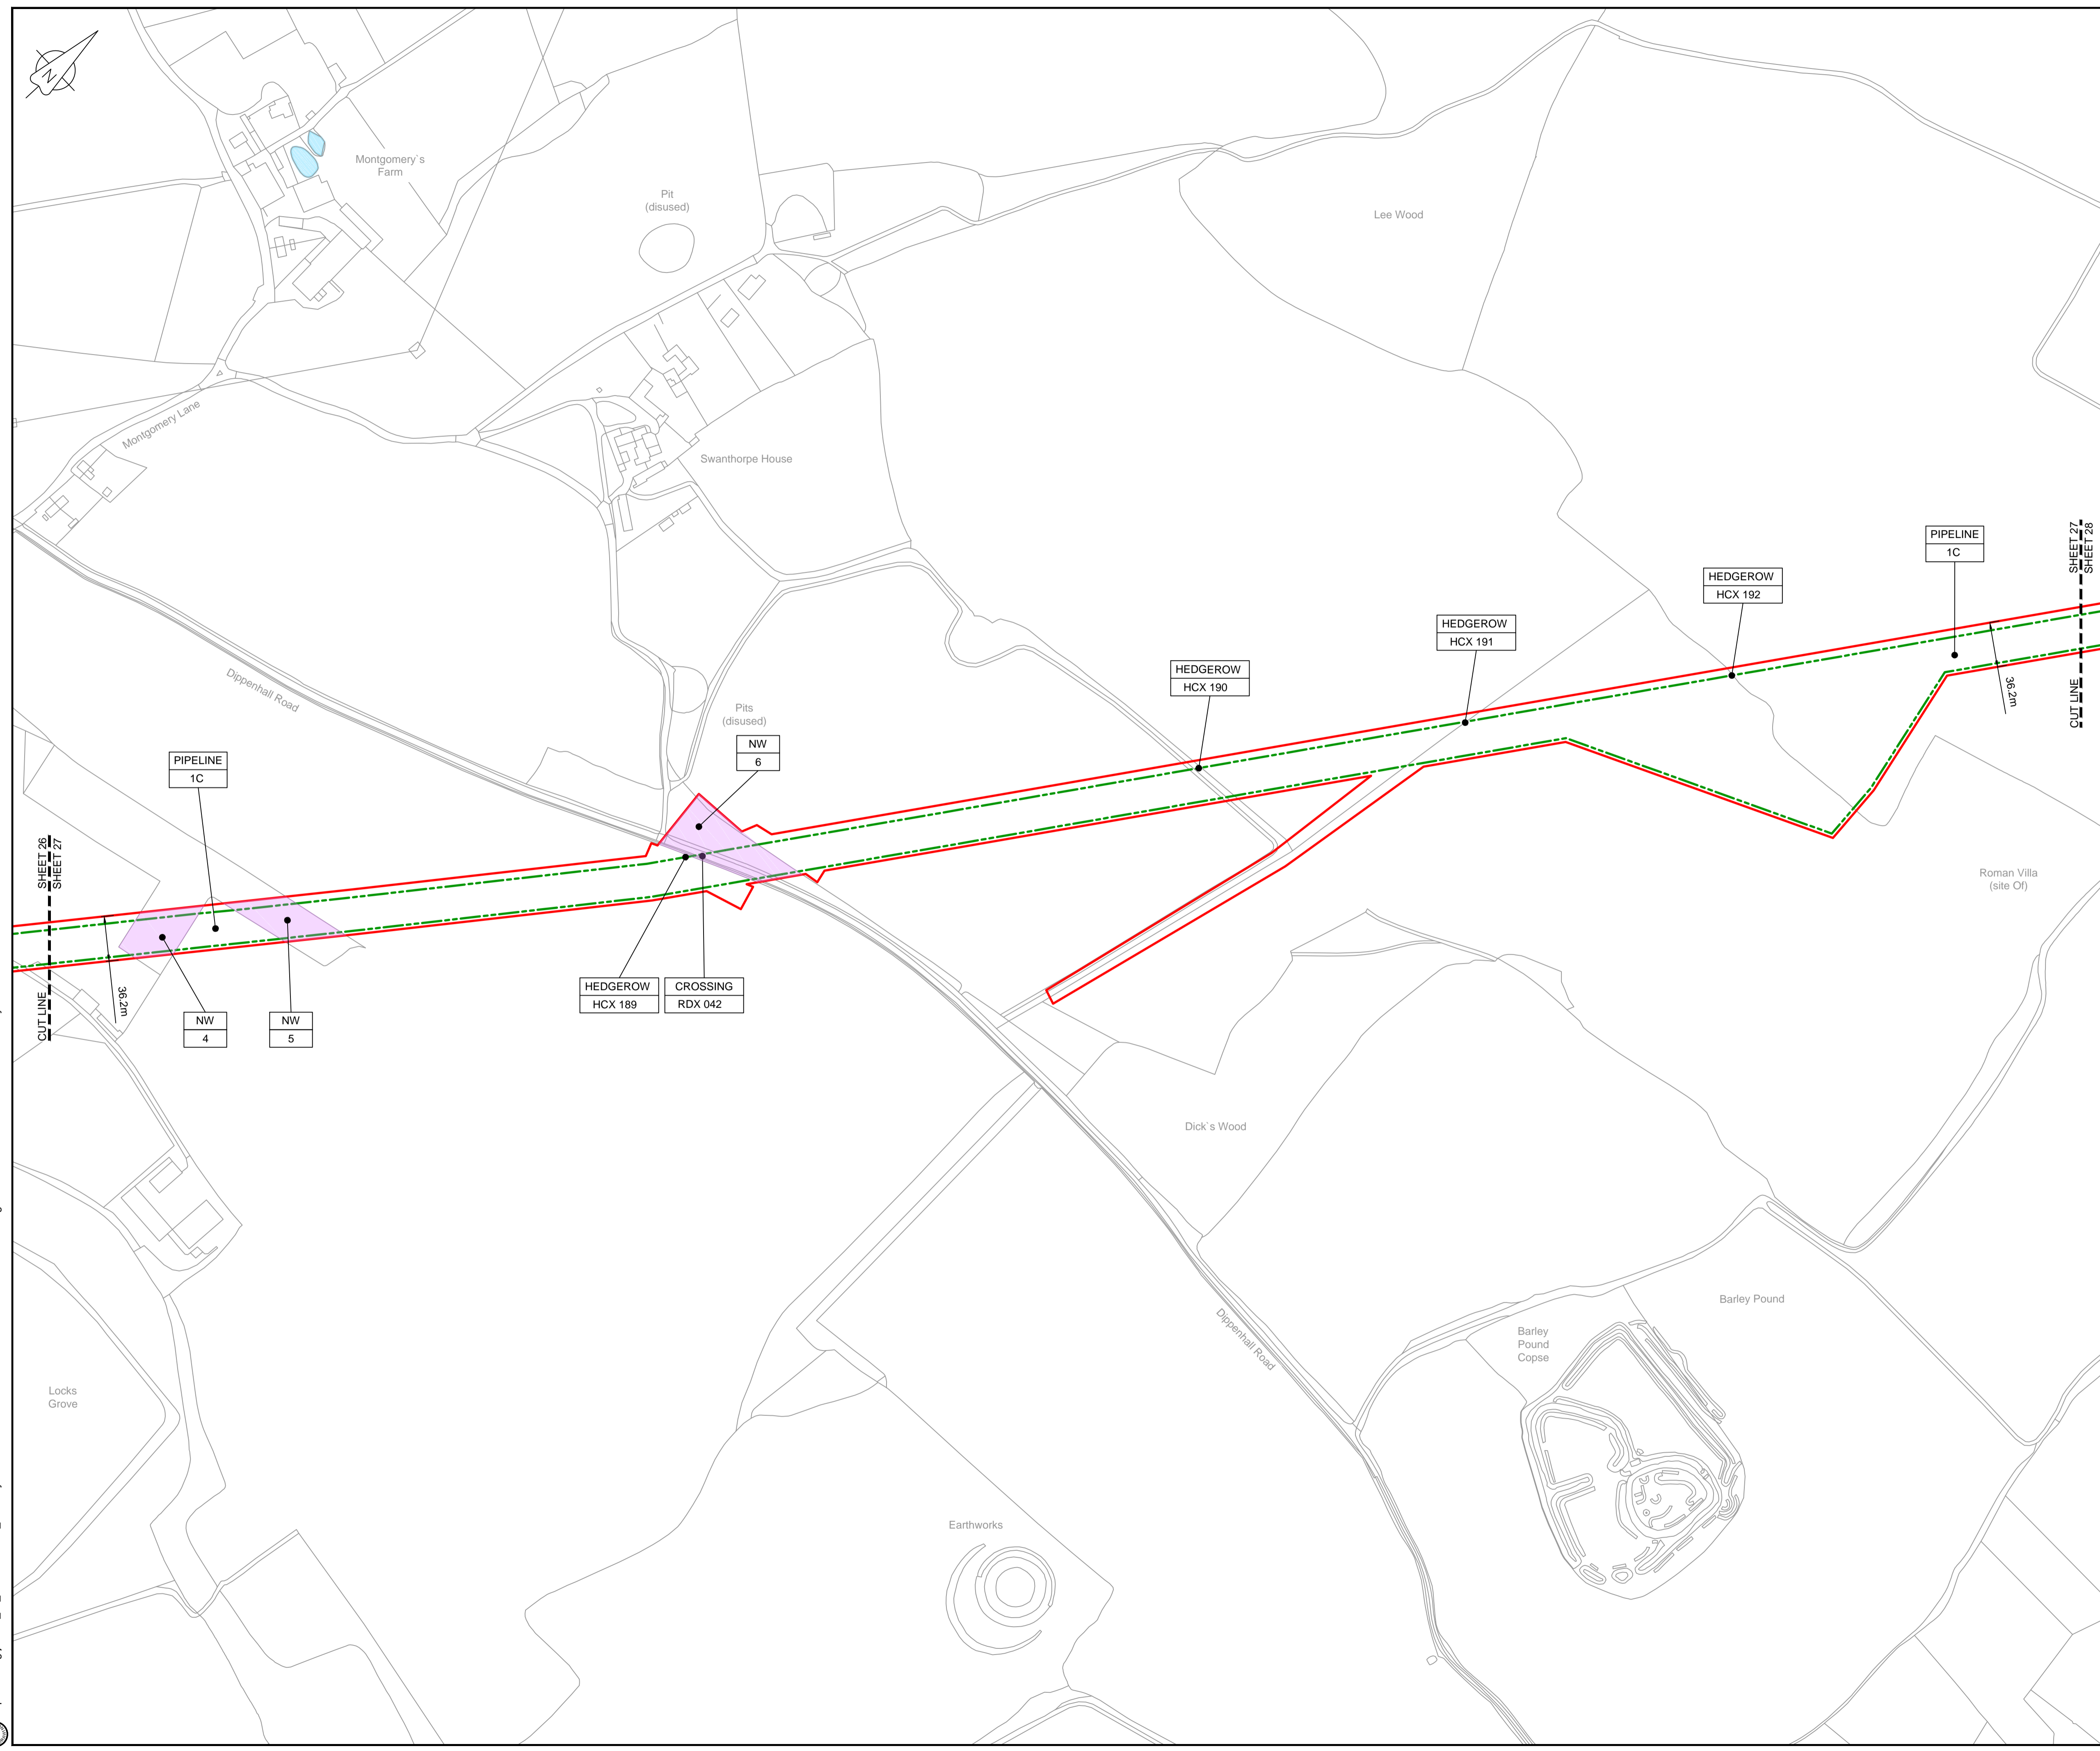 N
Montgomery`s
Farm
Pit
(disused)
Lee Wood
Montgomery Lane
Swanthorpe House
SHEET 27
SHEET 28
CUT LINE
PIPELINE
1C
HEDGEROW
HCX 192
HEDGEROW
HCX 191
HEDGEROW
HCX 190
36.2m
Dippenhall Road
Pits
(disused)
NW
6
PIPELINE
1C
SHEET 26
SHEET 27
CUT LINE
36.2m
NW
4
NW
5
HEDGEROW
HCX 189
CROSSING
RDX 042
Roman Villa
(site Of)
Dick`s Wood
Dippenhall Road
Barley Pound
Barley
Pound
Copse
Locks
Grove
Earthworks